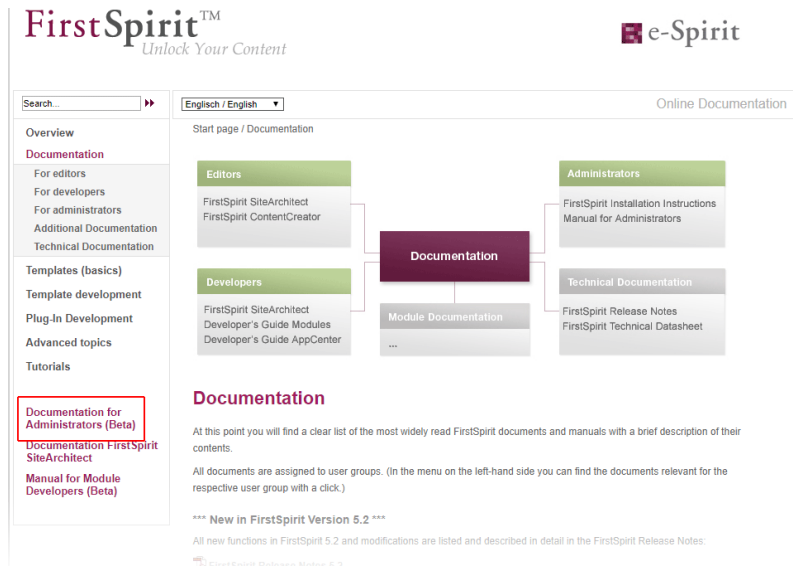 FirstSpirit™
Unlock Your Content
e-Spirit
Search...
Englisch / English
Online Documentation
Overview
Documentation
For editors
For developers
For administrators
Additional Documentation
Technical Documentation
Templates (basics)
Template development
Plug-In Development
Advanced topics
Tutorials
Documentation for
Administrators (Beta)
Documentation FirstSpirit
SiteArchitect
Manual for Module
Developers (Beta)
Start page / Documentation
Editors
FirstSpirit SiteArchitect
FirstSpirit ContentCreator
Administrators
FirstSpirit Installation Instructions
Manual for Administrators
Documentation
Developers
FirstSpirit SiteArchitect
Developer's Guide Modules
Developer's Guide AppCenter
Module Documentation
...
Technical Documentation
FirstSpirit Release Notes
FirstSpirit Technical Datasheet
Documentation
At this point you will find a clear list of the most widely read FirstSpirit documents and manuals with a brief description of their
contents.
All documents are assigned to user groups. (In the menu on the left-hand side you can find the documents relevant for the
respective user group with a click.)
*** New in FirstSpirit Version 5.2 ***
All new functions in FirstSpirit 5.2 and modifications are listed and described in detail in the FirstSpirit Release Notes:
FirstSpirit Release Notes 5.2